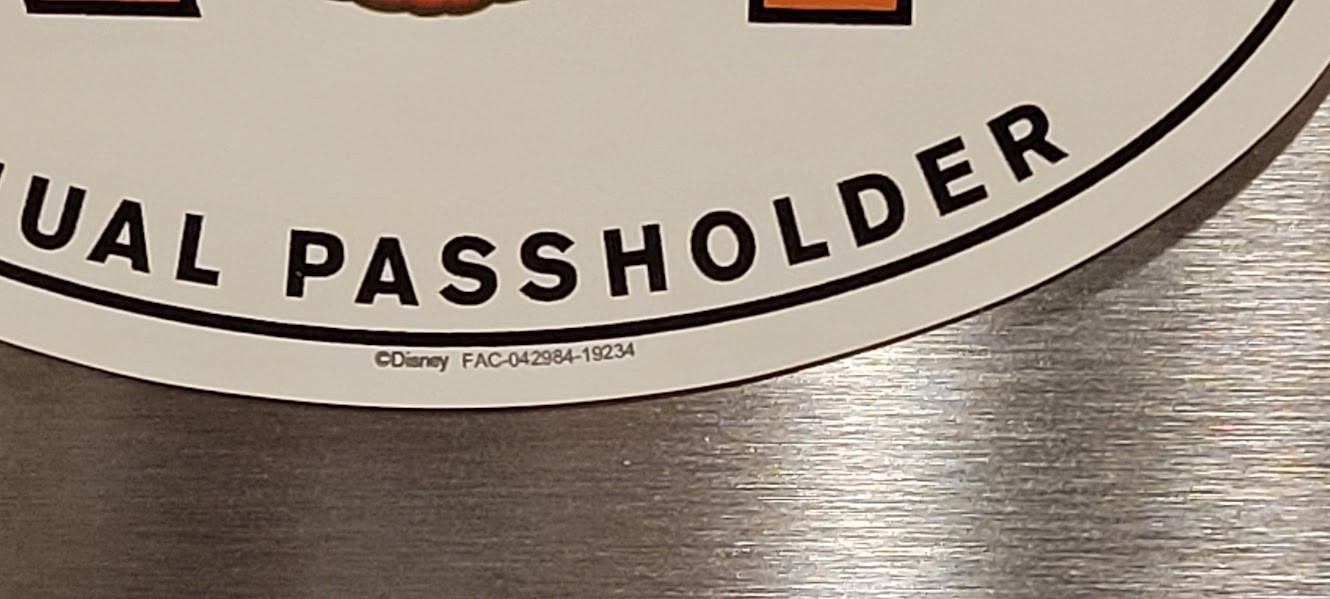 UAL PASSHOLDER
©Disney FAC-042984-19234